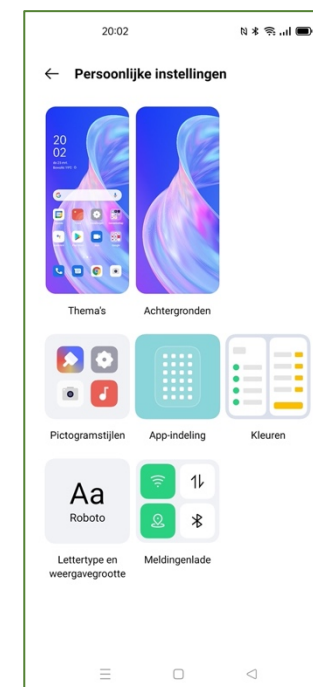 20:02
Persoonlijke instellingen
20
02
Thema's
Achtergronden
Pictogramstijlen
App-indeling
Kleuren
Aa
Roboto
Lettertype en
weergavegrootte
Meldingenlade